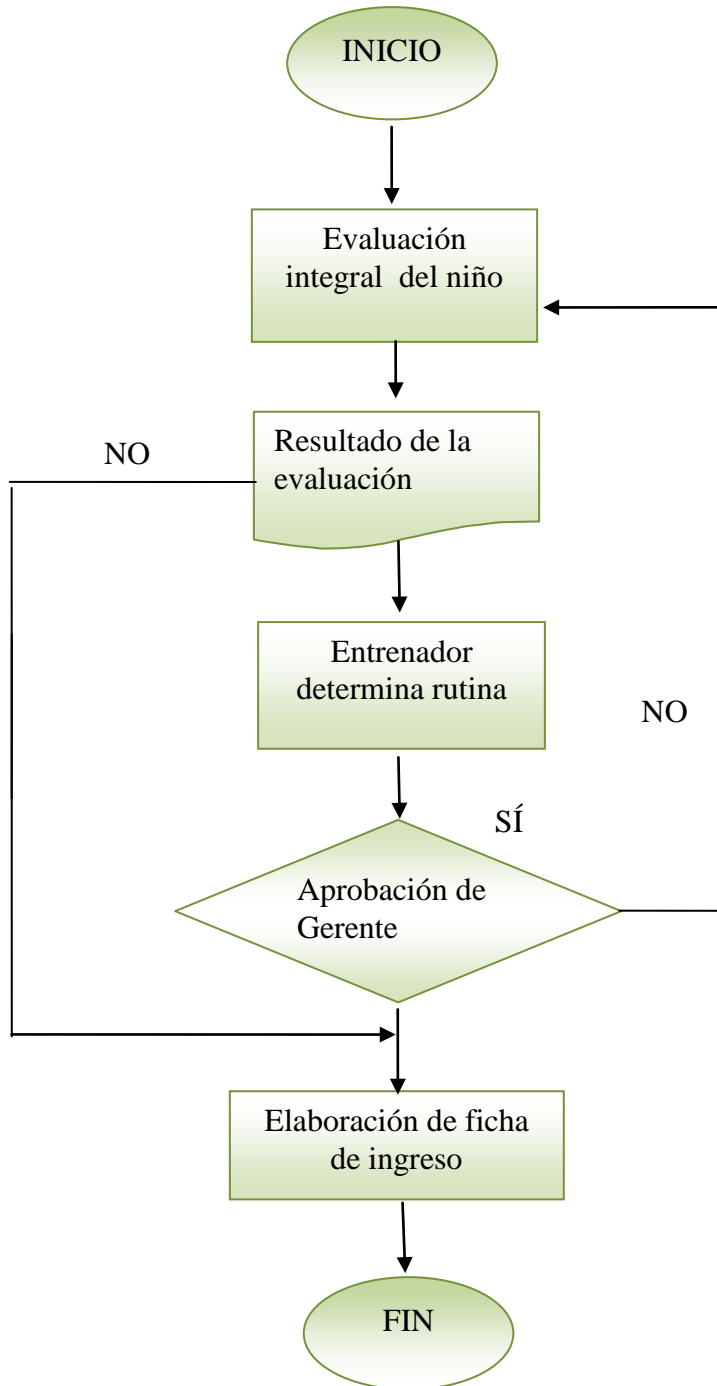 INICIO
Evaluación
integral del niño
NO
Resultado de la
evaluación
Entrenador
determina rutina
NO
SÍ
Aprobación de
Gerente
Elaboración de ficha
de ingreso
FIN